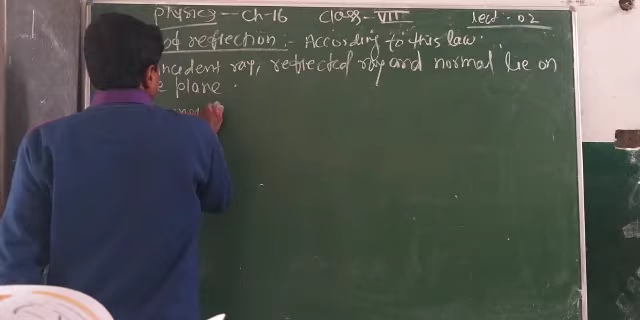 Physics - Ch-16 Class - VIII Lect - 02
of reflection :- According to this law.
incident ray, reflected ray and normal lie on
plane .